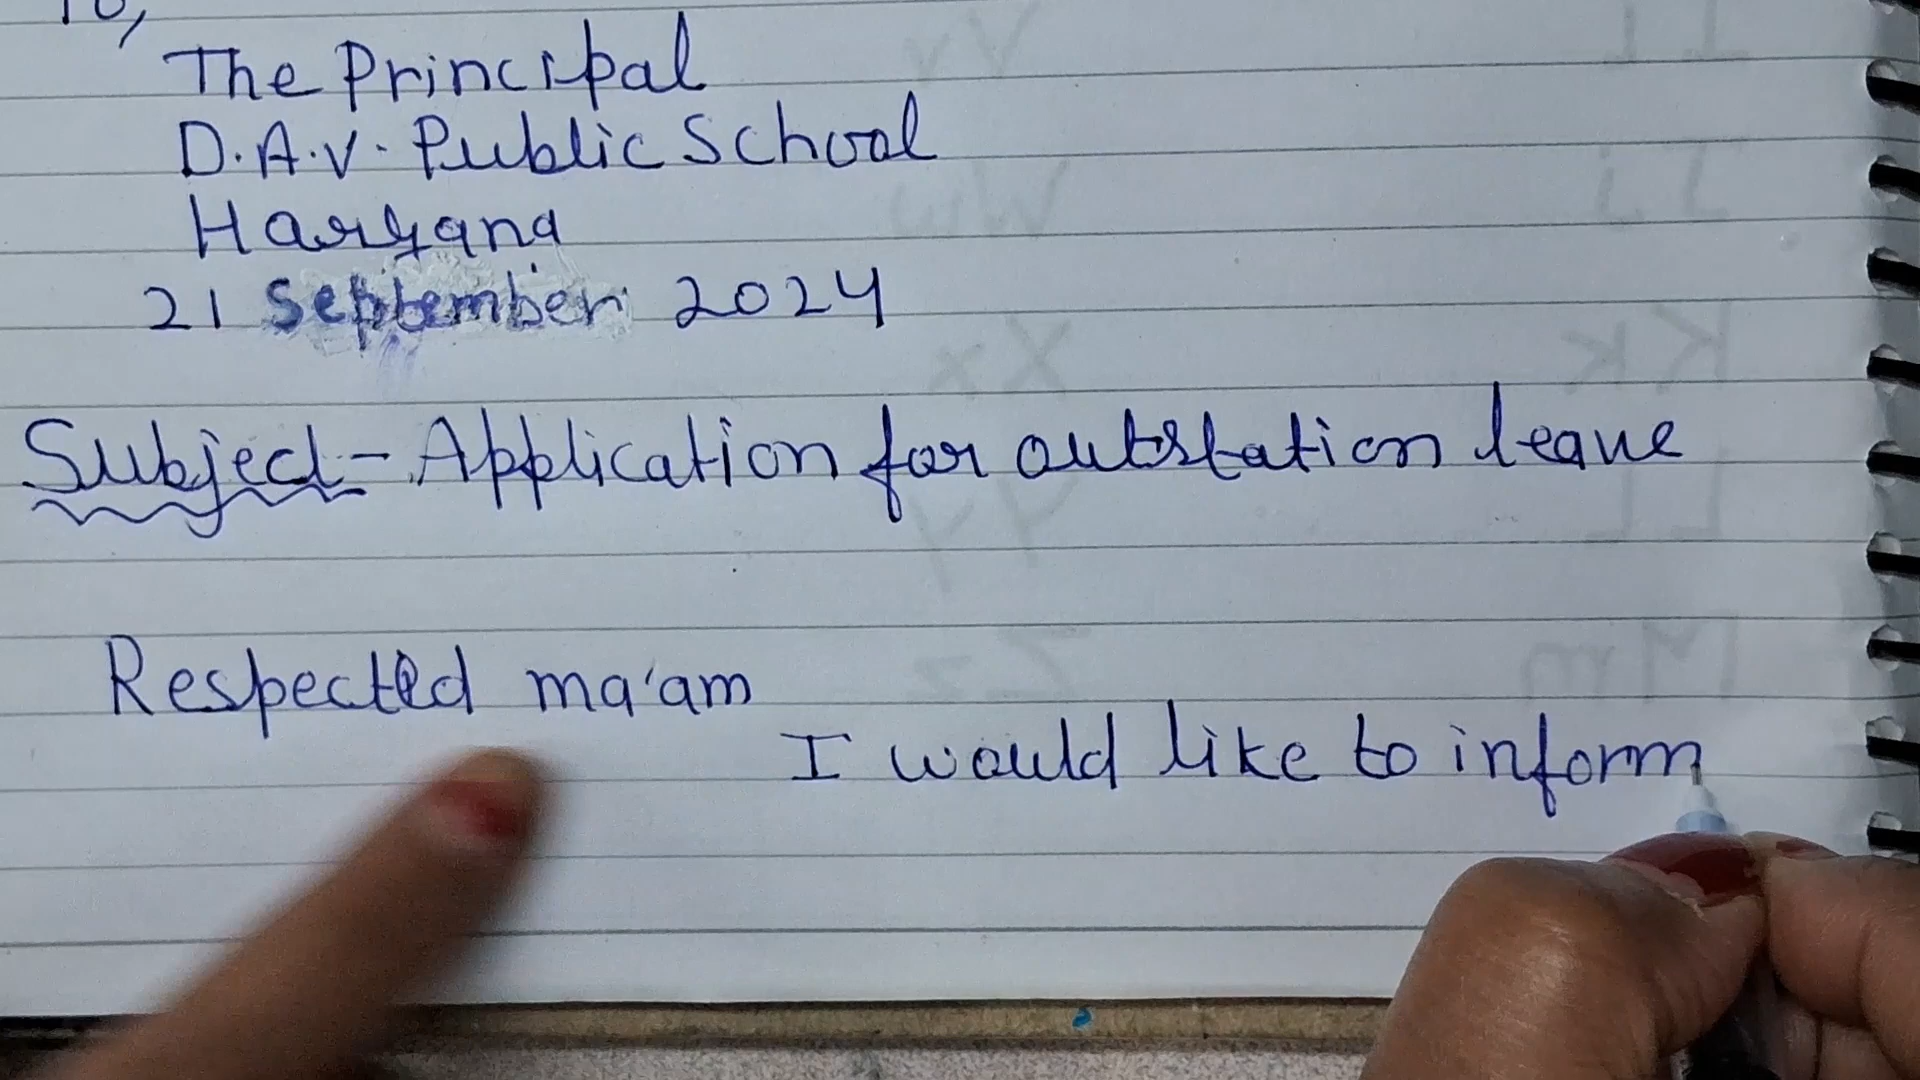 To,
The Principal
D.A.V. Public School
Haryana
21 September 2024
Subject - Application for outstation leave
Respected ma'am
I would like to inform